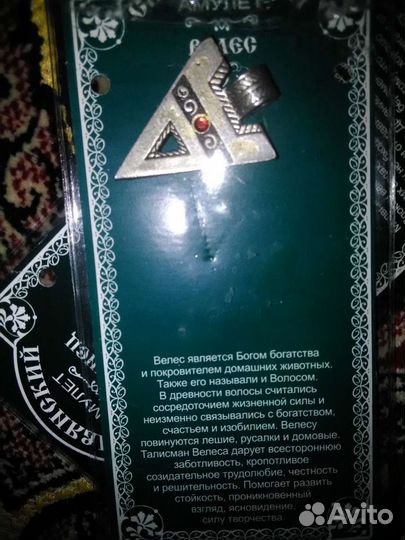 АМУЛЕТ
ВЕЛЕС
Велес является Богом богатства
и покровителем домашних животных.
Также его называли и Волосом.
В древности волосы считались
сосредоточием жизненной силы и
неизменно связывались с богатством,
счастьем и изобилием. Велесу
повинуются лешие, русалки и домовые.
Талисман Велеса дарует всестороннюю
заботливость, кропотливое
созидательное трудолюбие, честность
и решительность. Помогает развить
стойкость, проникновенный
взгляд, ясновидение,
силу творчества.
Avito